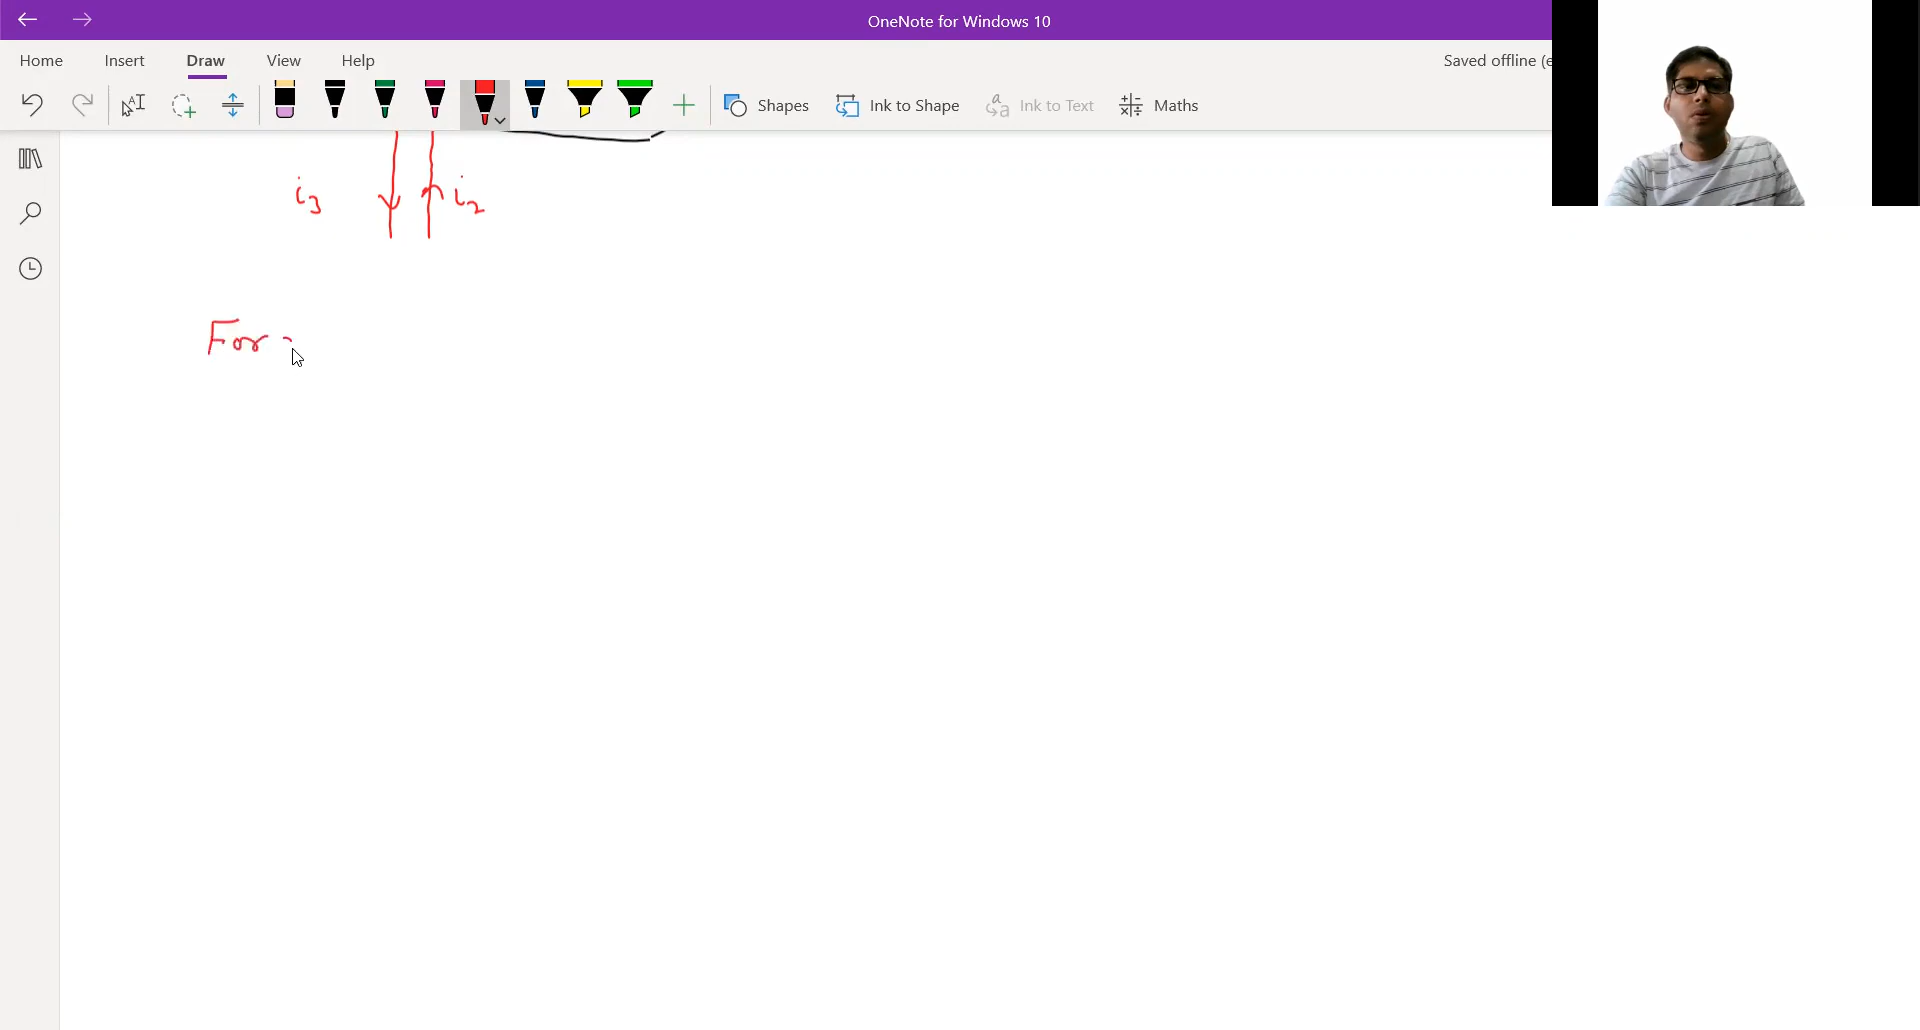 OneNote for Windows 10
Home Insert Draw View Help Saved offline (e
Shapes Ink to Shape Ink to Text Maths
i3 i2
For